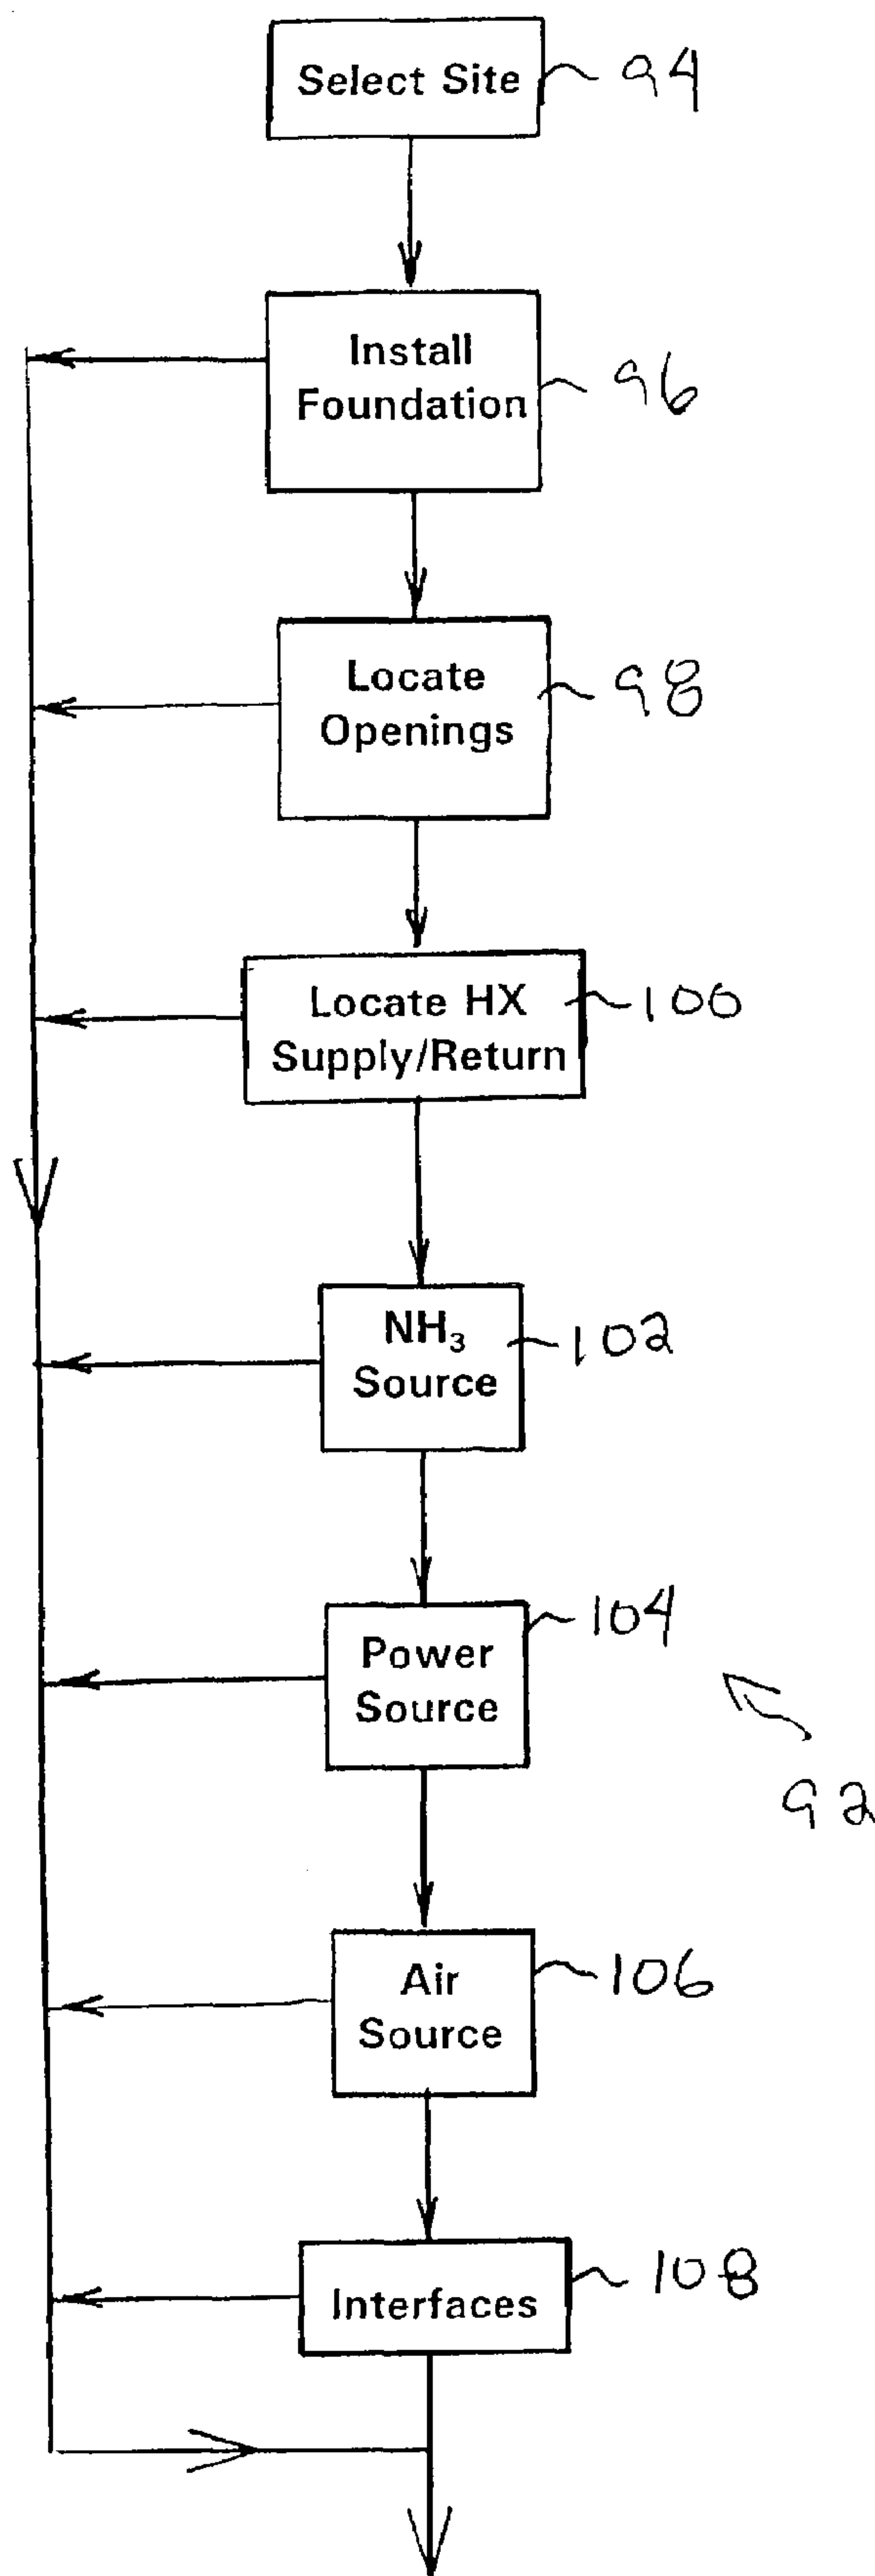 Select Site
94
Install
Foundation
96
Locate
Openings
98
Locate HX
Supply/Return
100
NH₃
Source
102
Power
Source
104
92
Air
Source
106
Interfaces
108